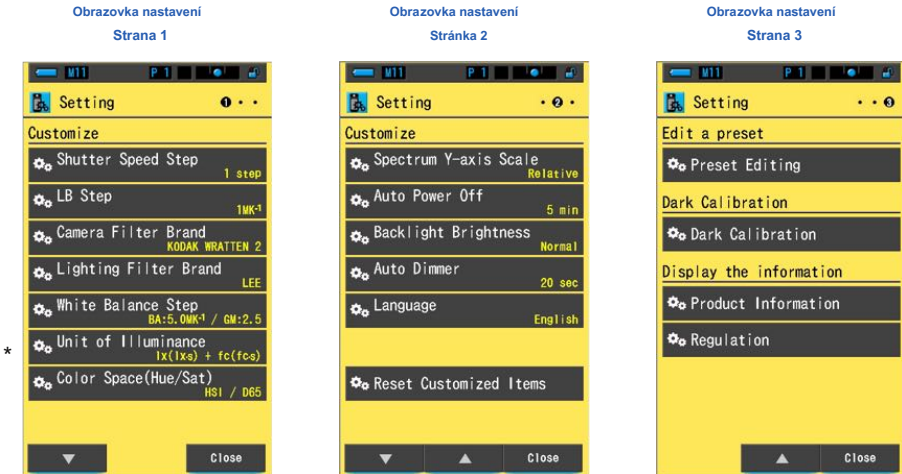 Obrazovka nastavení
Strana 1
M11 P 1
Setting ❶ · ·
Customize
Shutter Speed Step
1 step
LB Step
1MK⁻¹
Camera Filter Brand
KODAK WRATTEN 2
Lighting Filter Brand
LEE
White Balance Step
BA:5.0MK⁻¹ / GM:2.5
* Unit of Illuminance
lx(lx·s) + fc(fc·s)
Color Space(Hue/Sat)
HSI / D65
▼ Close
Obrazovka nastavení
Stránka 2
M11 P 1
Setting · ❷ ·
Customize
Spectrum Y-axis Scale
Relative
Auto Power Off
5 min
Backlight Brightness
Normal
Auto Dimmer
20 sec
Language
English
Reset Customized Items
▼ ▲ Close
Obrazovka nastavení
Strana 3
M11 P 1
Setting · · ❸
Edit a preset
Preset Editing
Dark Calibration
Dark Calibration
Display the information
Product Information
Regulation
▲ Close